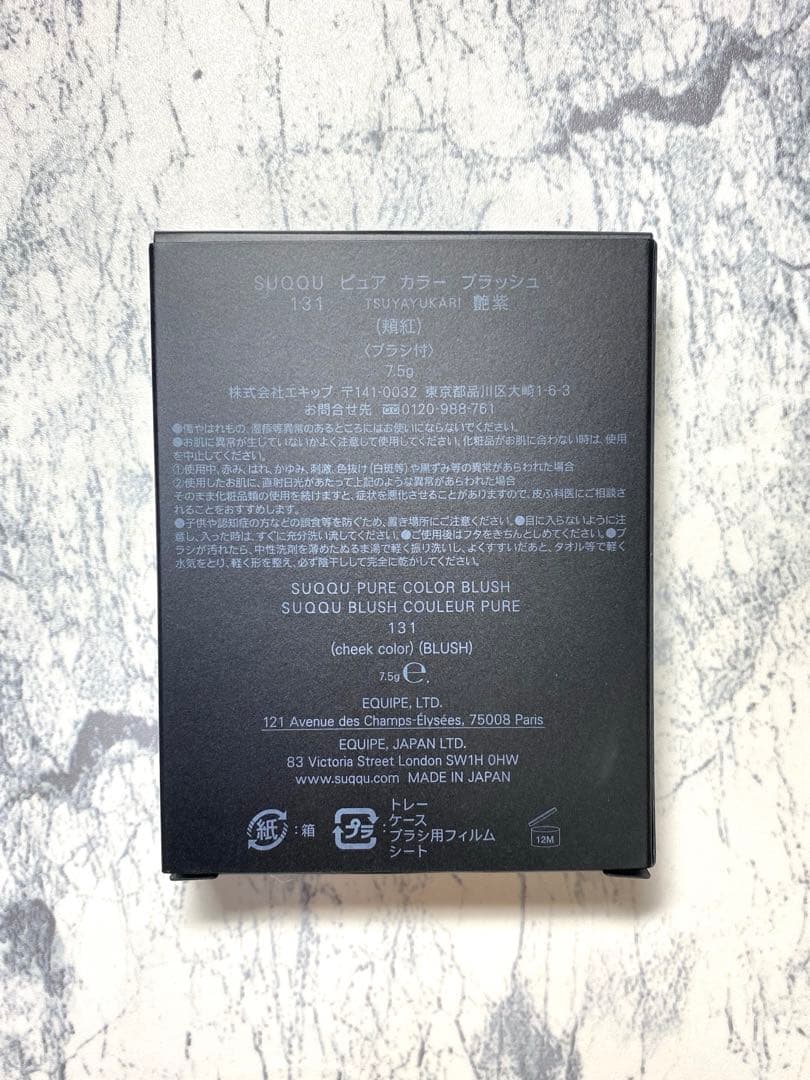 SUQQU ピュア カラー ブラッシュ
131 TSUYAYUKARI 艶紫
(頬紅)
〈ブラシ付〉
7.5g
株式会社エキップ 〒141-0032 東京都品川区大崎1-6-3
お問合せ先 0120-988-761
●傷やはれもの、湿疹等異常のあるところにはお使いにならないでください。
●お肌に異常が生じていないかよく注意して使用してください。化粧品がお肌に合わない時は、使用
を中止してください。
①使用中、赤み、はれ、かゆみ、刺激、色抜け(白斑等)や黒ずみ等の異常があらわれた場合
②使用したお肌に、直射日光があたって上記のような異常があらわれた場合
そのまま化粧品類の使用を続けますと、症状を悪化させることがありますので、皮ふ科医にご相談さ
れることをおすすめします。
●子供や認知症の方などの誤食等を防ぐため、置き場所にご注意ください。●目に入らないように注
意し、入った時は、すぐに充分洗い流してください。●ご使用後はフタをきちんとしめてください。●ブ
ラシが汚れたら、中性洗剤を薄めたぬるま湯で軽く振り洗いし、よくすすいだあと、タオル等で軽く
水気をとり、軽く形を整え、必ず陰干しして完全に乾かしてください。
SUQQU PURE COLOR BLUSH
SUQQU BLUSH COULEUR PURE
131
(cheek color) (BLUSH)
7.5g ℮.
EQUIPE, LTD.
121 Avenue des Champs-Élysées, 75008 Paris
EQUIPE, JAPAN LTD.
83 Victoria Street London SW1H 0HW
www.suqqu.com MADE IN JAPAN
紙 : 箱
プラ :
トレー
ケース
ブラシ用フィルム
シート
12M